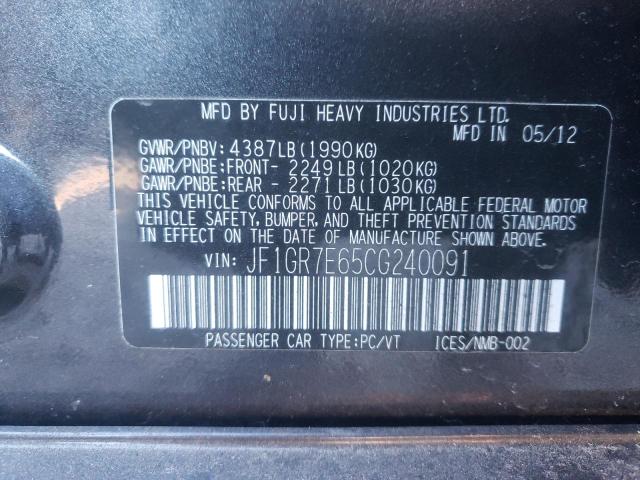 MFD BY FUJI HEAVY INDUSTRIES LTD.
MFD IN 05/12
GVWR/PNBV: 4387LB (1990KG)
GAWR/PNBE:FRONT- 2249LB (1020KG)
GAWR/PNBE:REAR - 2271LB (1030KG)
THIS VEHICLE CONFORMS TO ALL APPLICABLE FEDERAL MOTOR
VEHICLE SAFETY, BUMPER, AND THEFT PREVENTION STANDARDS
IN EFFECT ON THE DATE OF MANUFACTURE SHOWN ABOVE.
VIN: JF1GR7E65CG240091
PASSENGER CAR TYPE:PC/VT ICES/NMB-002